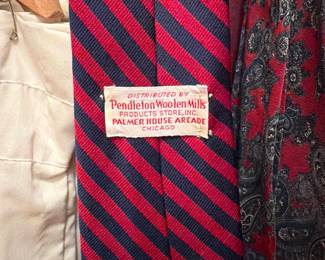 DISTRIBUTED BY
Pendleton Woolen Mills
PRODUCTS STORE, INC.
PALMER HOUSE ARCADE
CHICAGO